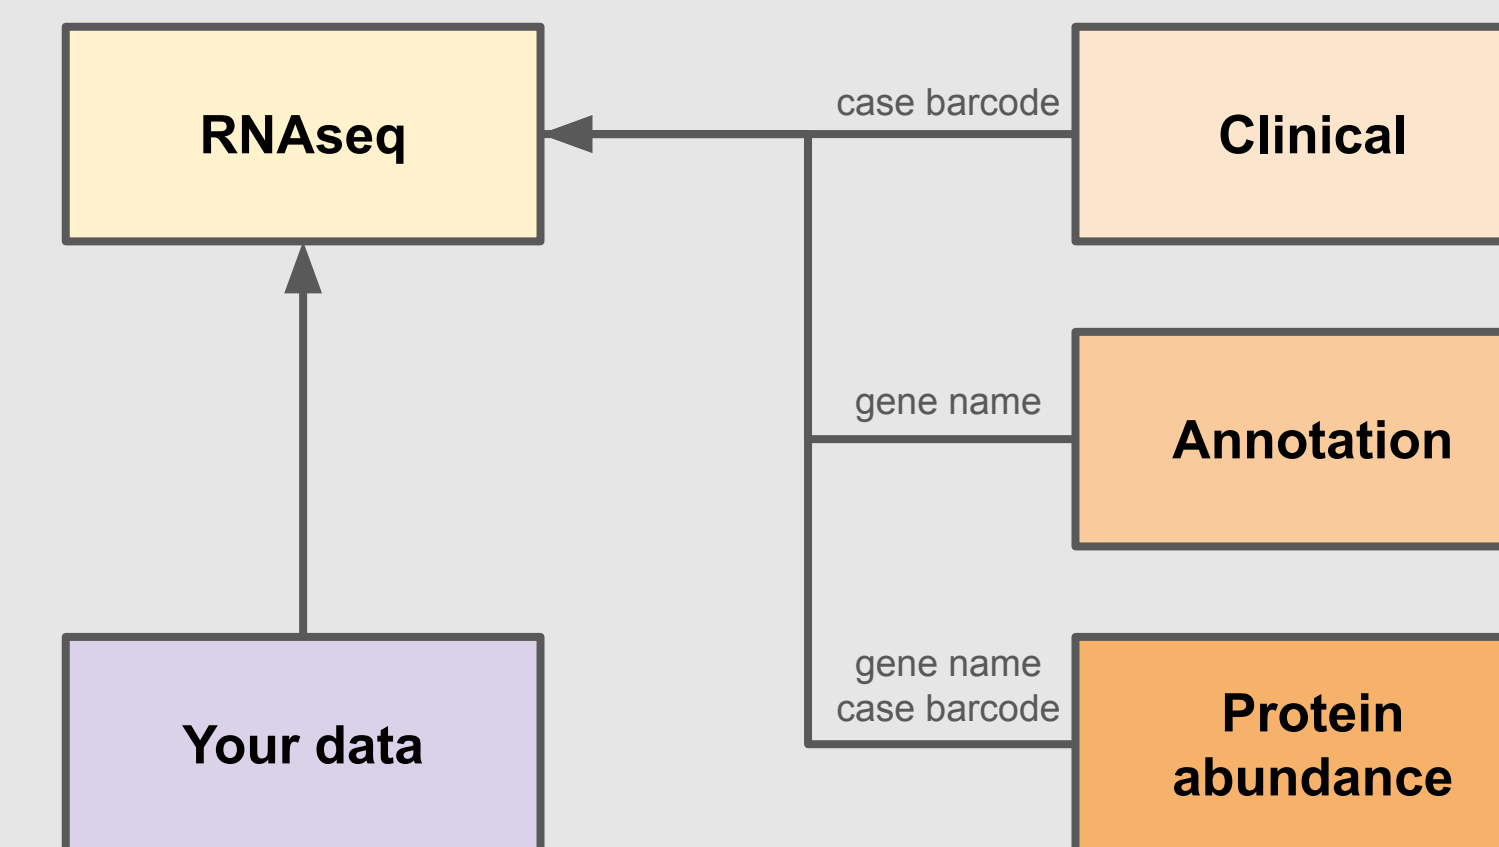 RNAseq
case barcode
Clinical
gene name
Annotation
Your data
gene name
case barcode
Protein
abundance